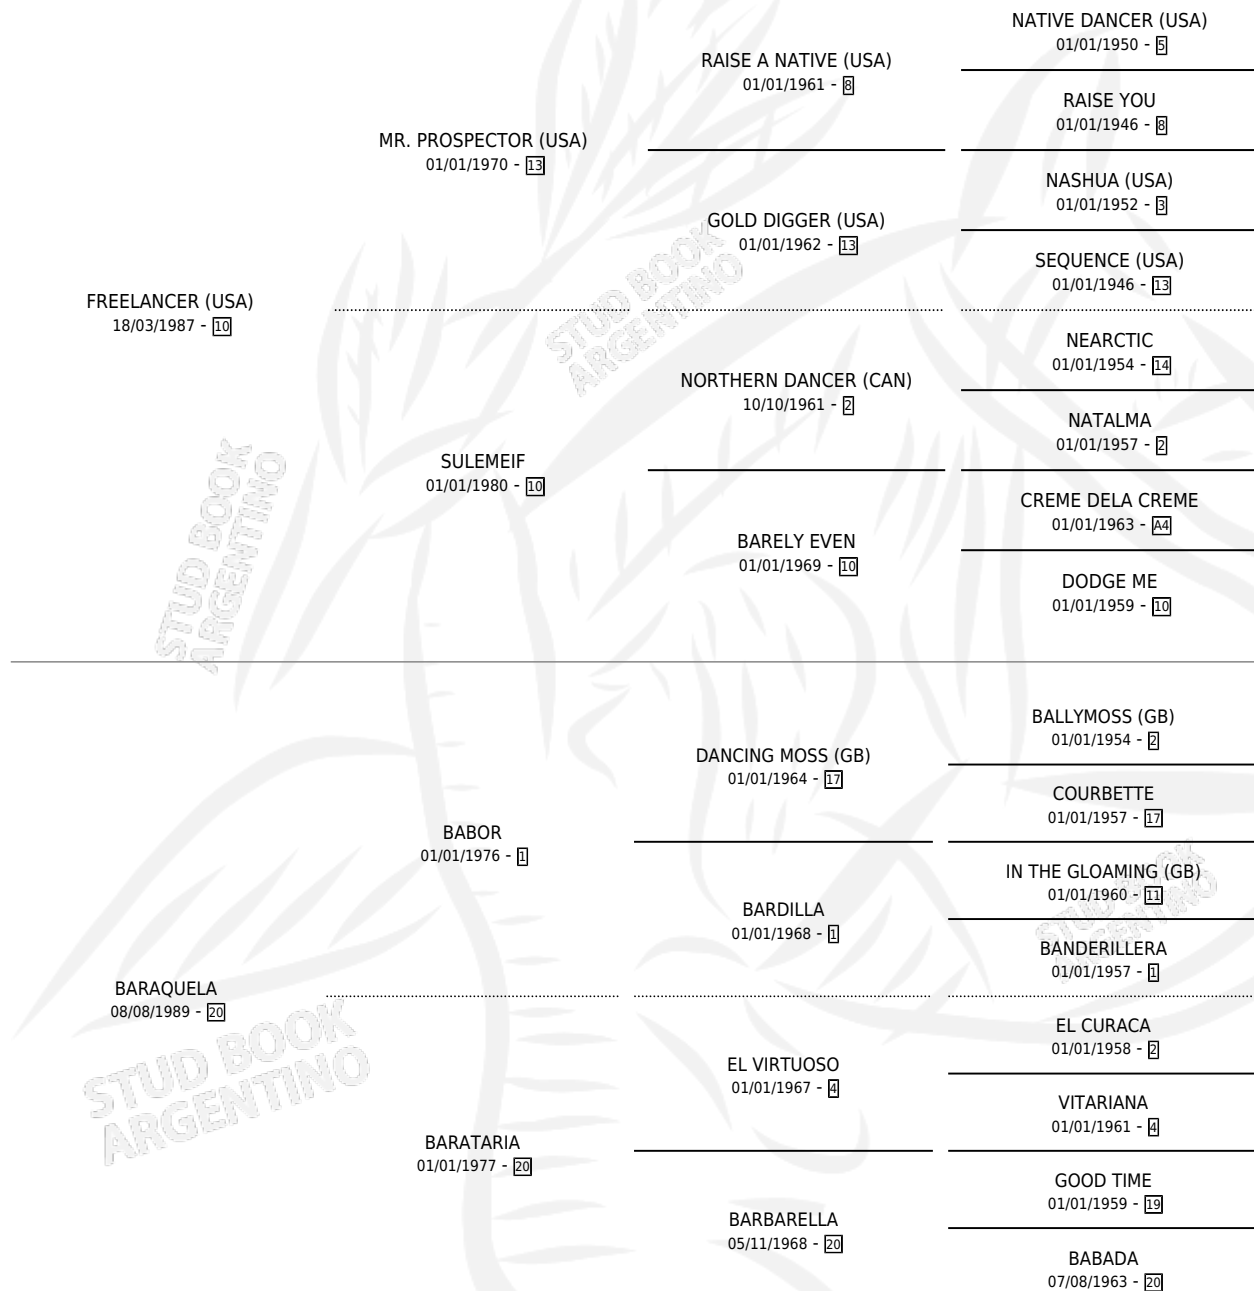 NATIVE DANCER (USA)
01/01/1950 - 5
RAISE A NATIVE (USA)
01/01/1961 - 8
RAISE YOU
01/01/1946 - 8
MR. PROSPECTOR (USA)
01/01/1970 - 13
NASHUA (USA)
01/01/1952 - 3
GOLD DIGGER (USA)
01/01/1962 - 13
SEQUENCE (USA)
01/01/1946 - 13
FREELANCER (USA)
18/03/1987 - 10
NEARCTIC
01/01/1954 - 14
NORTHERN DANCER (CAN)
10/10/1961 - 2
NATALMA
01/01/1957 - 2
SULEMEIF
01/01/1980 - 10
CREME DELA CREME
01/01/1963 - A4
BARELY EVEN
01/01/1969 - 10
DODGE ME
01/01/1959 - 10
BALLYMOSS (GB)
01/01/1954 - 2
DANCING MOSS (GB)
01/01/1964 - 17
COURBETTE
01/01/1957 - 17
BABOR
01/01/1976 - 1
IN THE GLOAMING (GB)
01/01/1960 - 11
BARDILLA
01/01/1968 - 1
BANDERILLERA
01/01/1957 - 1
BARAQUELA
08/08/1989 - 20
EL CURACA
01/01/1958 - 2
EL VIRTUOSO
01/01/1967 - 4
VITARIANA
01/01/1961 - 4
BARATARIA
01/01/1977 - 20
GOOD TIME
01/01/1959 - 19
BARBARELLA
05/11/1968 - 20
BABADA
07/08/1963 - 20
STUD BOOK
ARGENTINO
STUD BOOK
ARGENTINO
STUD BOOK
ARGENTINO
STUD BOOK
ARGENTINO